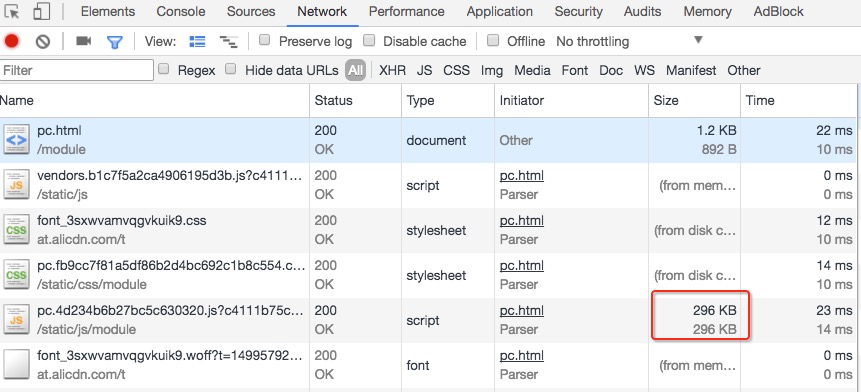 Elements Console Sources Network Performance Application Security Audits Memory AdBlock
View: Preserve log Disable cache Offline No throttling
Filter Regex Hide data URLs All XHR JS CSS Img Media Font Doc WS Manifest Other
Name Status Type Initiator Size Time
pc.html 200 document Other 1.2 KB 22 ms
/module OK 892 B 10 ms
vendors.b1c7f5a2ca4906195d3b.js?c4111... 200 script pc.html (from mem... 0 ms
/static/js OK Parser 0 ms
font_3sxwvamvqgvkuik9.css 200 stylesheet pc.html (from disk c... 12 ms
at.alicdn.com/t OK Parser 10 ms
pc.fb9cc7f81a5df86b2d4bc692c1b8c554.c... 200 stylesheet pc.html (from disk c... 14 ms
/static/css/module OK Parser 10 ms
pc.4d234b6b27bc5c630320.js?c4111b75c... 200 script pc.html 296 KB 23 ms
/static/js/module OK Parser 296 KB 14 ms
font_3sxwvamvqgvkuik9.woff?t=14995792... 200 font pc.html (from mem... 0 ms
at.alicdn.com/t OK Parser 0 ms